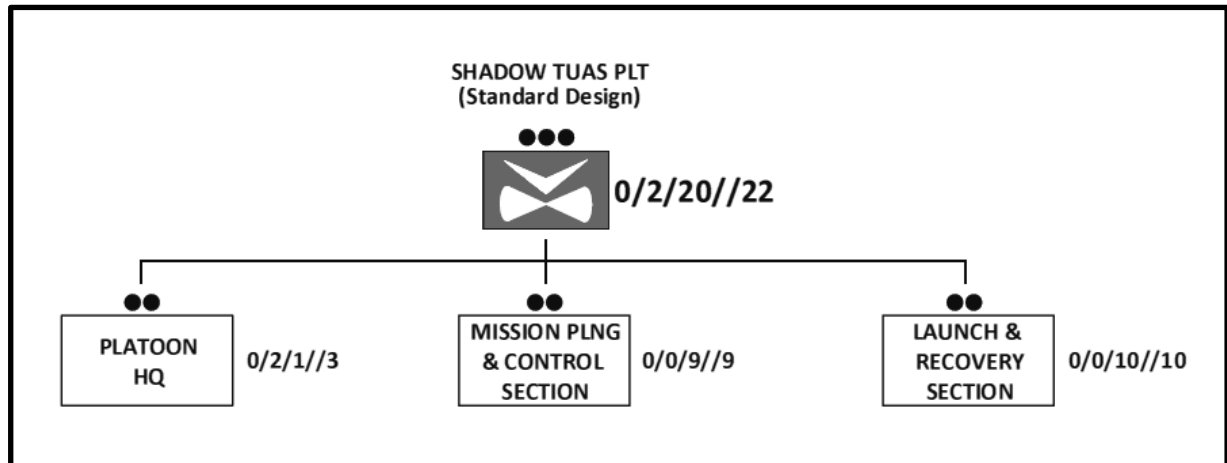 SHADOW TUAS PLT
(Standard Design)
0/2/20//22
PLATOON
HQ
0/2/1//3
MISSION PLNG
& CONTROL
SECTION
0/0/9//9
LAUNCH &
RECOVERY
SECTION
0/0/10//10